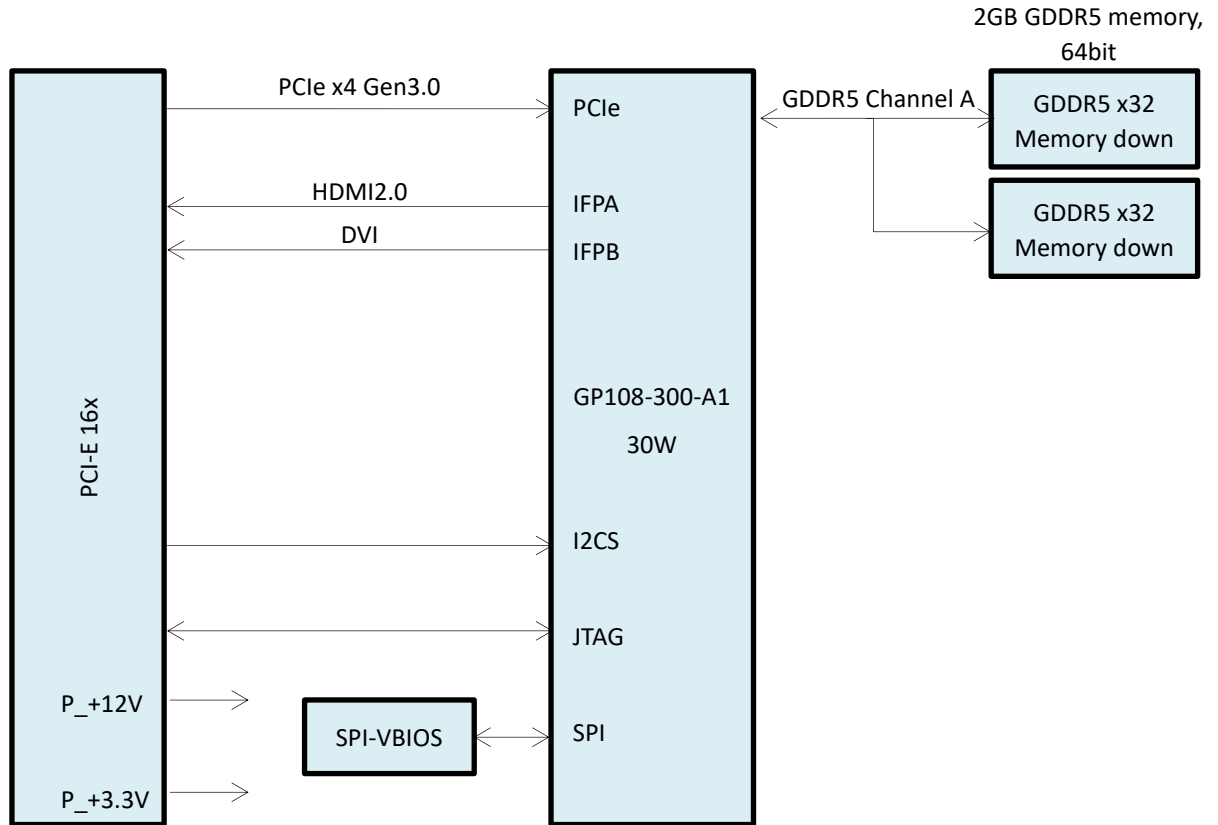 2GB GDDR5 memory,
64bit
PCIe x4 Gen3.0
PCIe
GDDR5 Channel A
GDDR5 x32
Memory down
HDMI2.0
IFPA
DVI
IFPB
GDDR5 x32
Memory down
PCI-E 16x
GP108-300-A1
30W
I2CS
JTAG
P_+12V
SPI-VBIOS
SPI
P_+3.3V